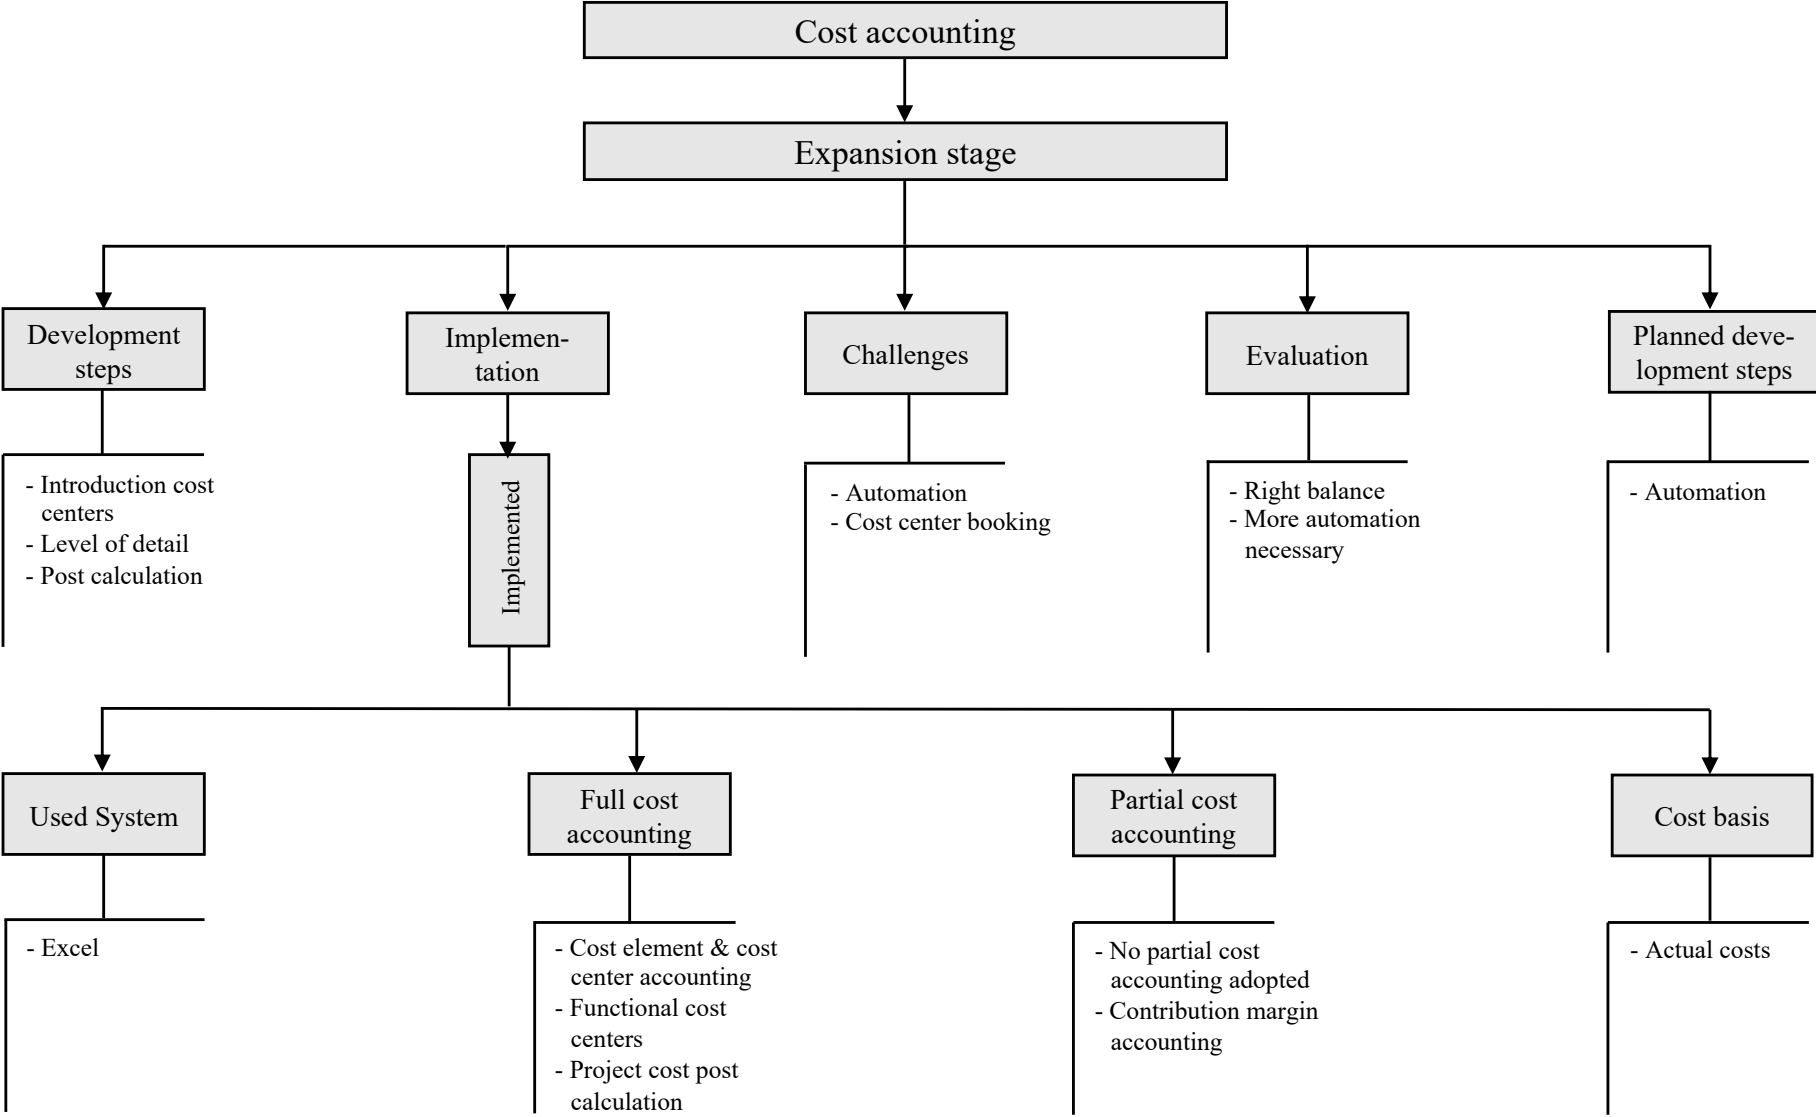 Cost accounting
Expansion stage
Development
steps
Implemen-
tation
Challenges
Evaluation
Planned deve-
lopment steps
- Introduction cost
centers
- Level of detail
- Post calculation
Implemented
- Automation
- Cost center booking
- Right balance
- More automation
necessary
- Automation
Used System
Full cost
accounting
Partial cost
accounting
Cost basis
- Excel
- Cost element & cost
center accounting
- Functional cost
centers
- Project cost post
calculation
- No partial cost
accounting adopted
- Contribution margin
accounting
- Actual costs